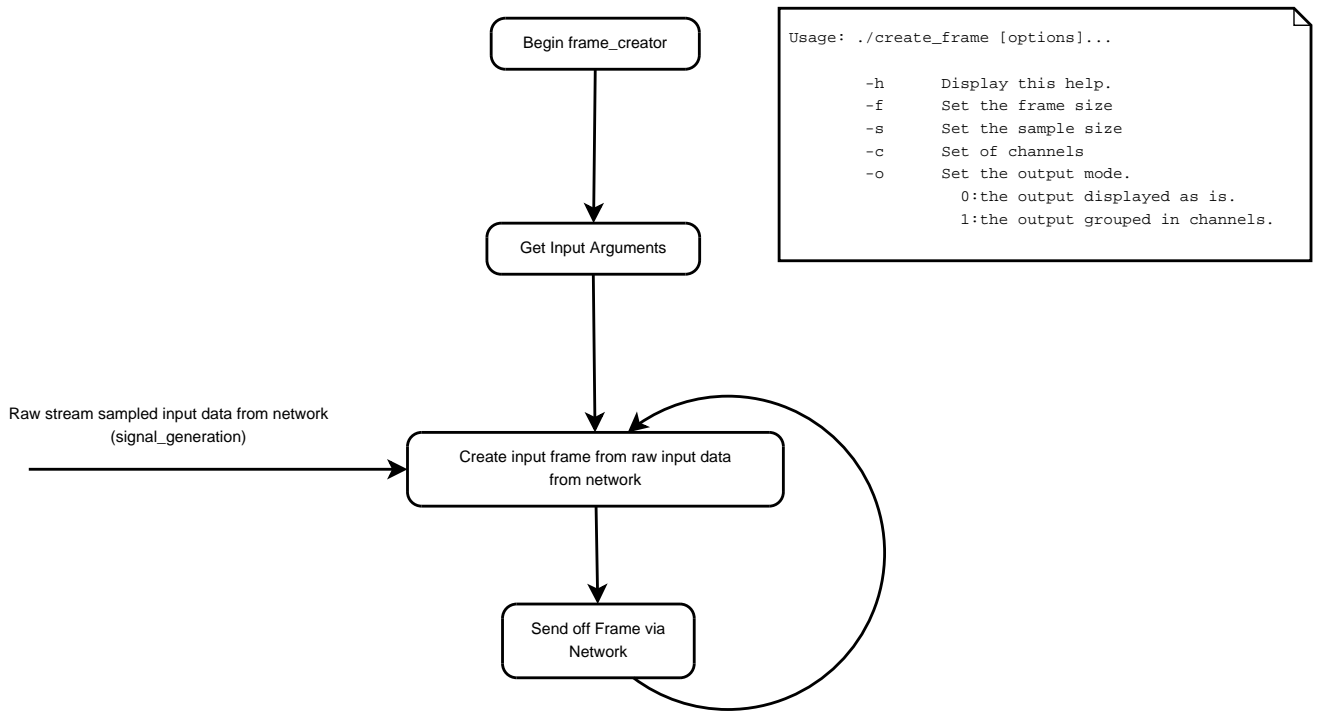 Begin frame_creator
Usage: ./create_frame [options]...
-h Display this help.
-f Set the frame size
-s Set the sample size
-c Set of channels
-o Set the output mode.
0:the output displayed as is.
1:the output grouped in channels.
Get Input Arguments
Raw stream sampled input data from network
(signal_generation)
Create input frame from raw input data
from network
Send off Frame via
Network